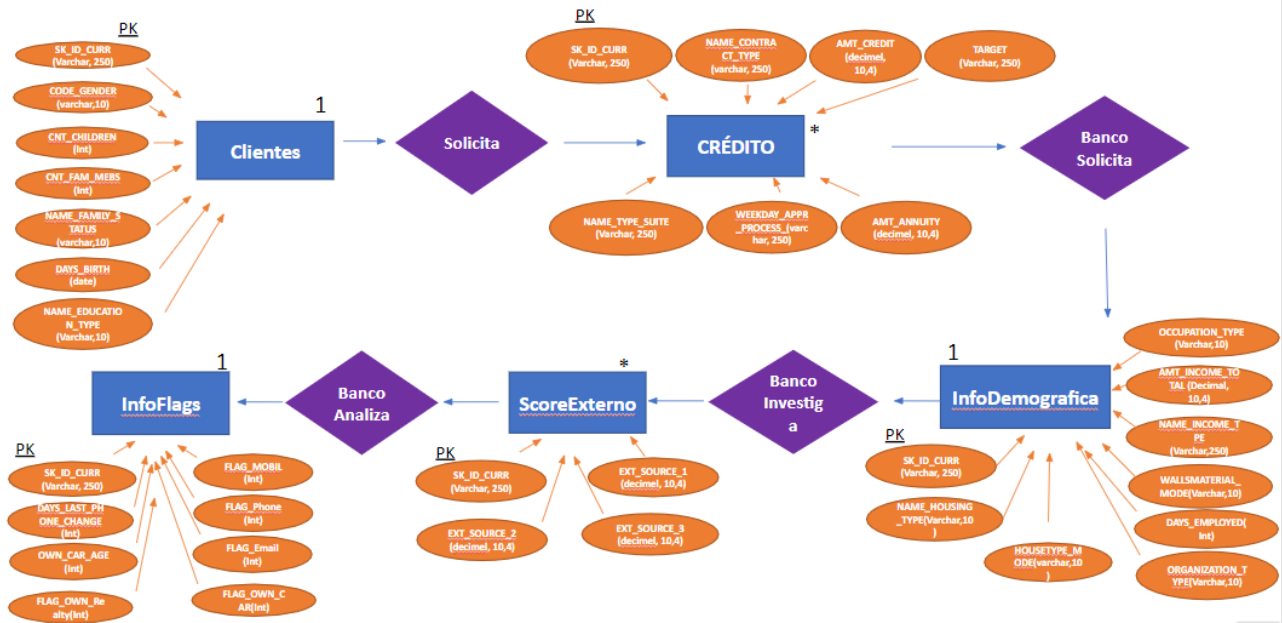 PK
SK_ID_CURR
(Varchar, 250)
CODE_GENDER
(varchar,10)
CNT_CHILDREN
(Int)
CNT_FAM_MEBS
(Int)
NAME_FAMILY_S
TATUS
(varchar,10)
DAYS_BIRTH
(date)
NAME_EDUCATIO
N_TYPE
(Varchar,10)
1
Clientes
Solicita
PK
SK_ID_CURR
(Varchar, 250)
NAME_CONTRA
CT_TYPE
(varchar, 250)
AMT_CREDIT
(decimel,
10,4)
TARGET
(Varchar, 250)
*
CRÉDITO
NAME_TYPE_SUITE
(Varchar, 250)
WEEKDAY_APPR
_PROCESS_(varc
har, 250)
AMT_ANNUITY
(decimel, 10,4)
Banco
Solicita
OCCUPATION_TYPE
(Varchar,10)
AMT_INCOME_TO
TAL (Decimal,
10,4)
NAME_INCOME_T
PE
(Varchar,250)
WALLSMATERIAL_
MODE(Varchar,10)
DAYS_EMPLOYED(
Int)
ORGANIZATION_T
YPE(Varchar,10)
1
InfoDemografica
PK
SK_ID_CURR
(Varchar, 250)
NAME_HOUSING
_TYPE(Varchar,10
)
HOUSETYPE_M
ODE(varchar,10
)
Banco
Investig
a
*
ScoreExterno
PK
SK_ID_CURR
(Varchar, 250)
EXT_SOURCE_1
(decimel, 10,4)
EXT_SOURCE_2
(decimel, 10,4)
EXT_SOURCE_3
(decimel, 10,4)
Banco
Analiza
1
InfoFlags
PK
SK_ID_CURR
(Varchar, 250)
DAYS_LAST_PH
ONE_CHANGE
(Int)
OWN_CAR_AGE
(Int)
FLAG_OWN_Re
alty(Int)
FLAG_MOBIL
(Int)
FLAG_Phone
(Int)
FLAG_Email
(Int)
FLAG_OWN_C
AR(Int)